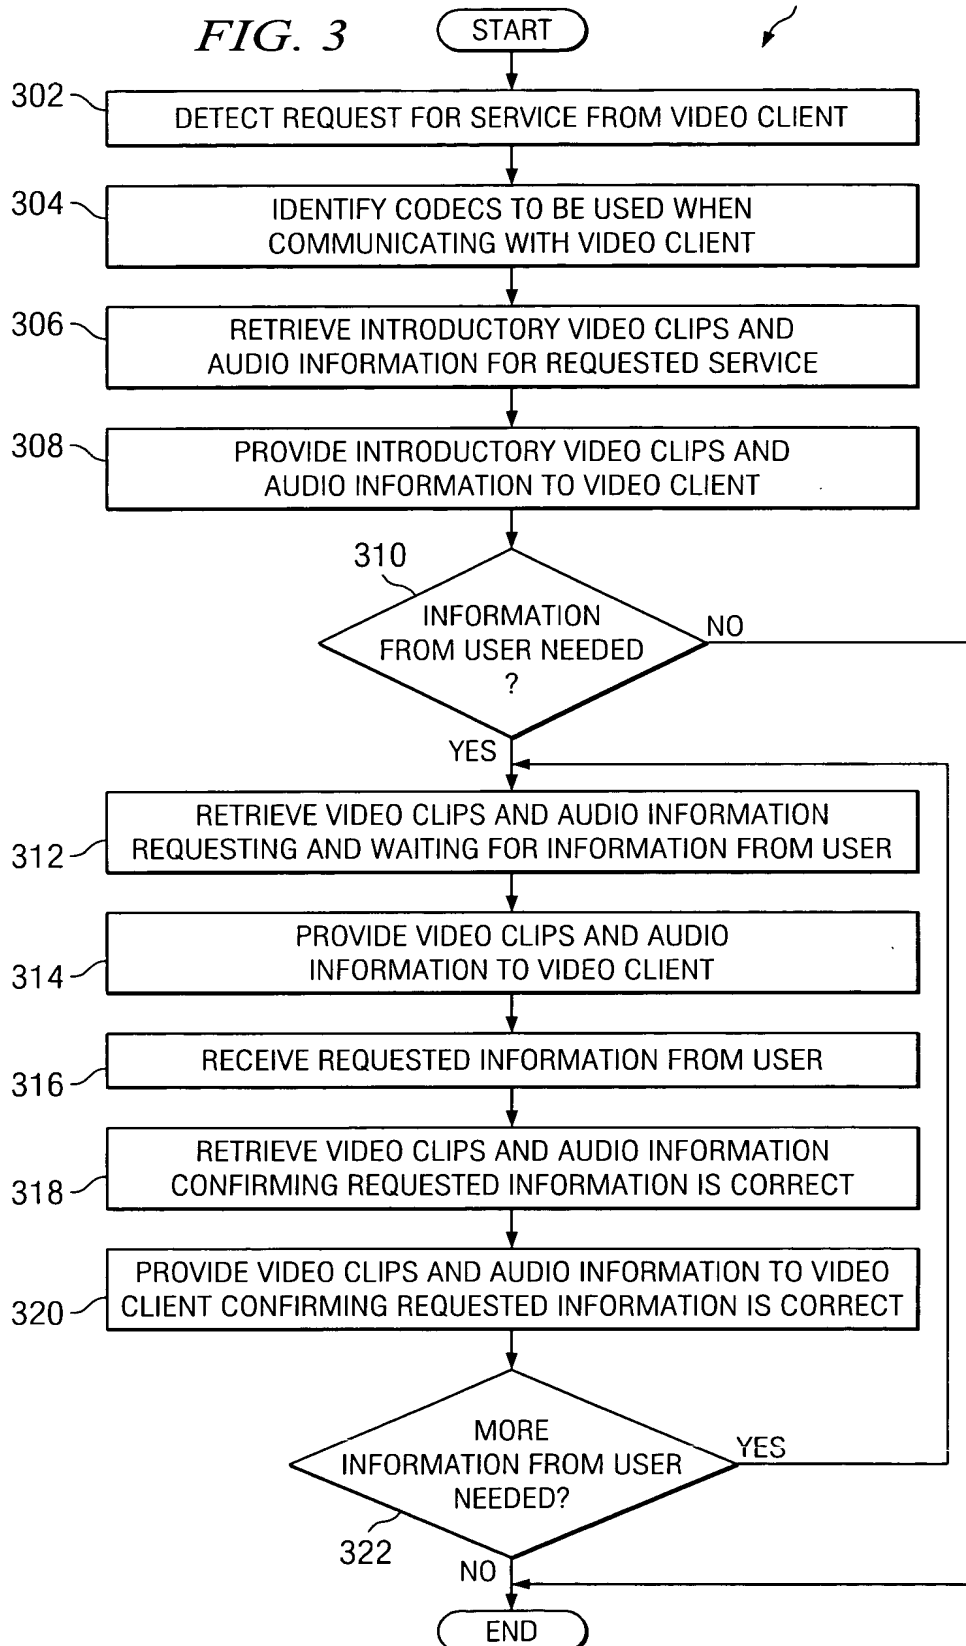 FIG. 3
START
302
DETECT REQUEST FOR SERVICE FROM VIDEO CLIENT
304
IDENTIFY CODECS TO BE USED WHEN
COMMUNICATING WITH VIDEO CLIENT
306
RETRIEVE INTRODUCTORY VIDEO CLIPS AND
AUDIO INFORMATION FOR REQUESTED SERVICE
308
PROVIDE INTRODUCTORY VIDEO CLIPS AND
AUDIO INFORMATION TO VIDEO CLIENT
310
INFORMATION
FROM USER NEEDED
?
NO
YES
312
RETRIEVE VIDEO CLIPS AND AUDIO INFORMATION
REQUESTING AND WAITING FOR INFORMATION FROM USER
314
PROVIDE VIDEO CLIPS AND AUDIO
INFORMATION TO VIDEO CLIENT
316
RECEIVE REQUESTED INFORMATION FROM USER
318
RETRIEVE VIDEO CLIPS AND AUDIO INFORMATION
CONFIRMING REQUESTED INFORMATION IS CORRECT
320
PROVIDE VIDEO CLIPS AND AUDIO INFORMATION TO VIDEO
CLIENT CONFIRMING REQUESTED INFORMATION IS CORRECT
MORE
INFORMATION FROM USER
NEEDED?
YES
322
NO
END